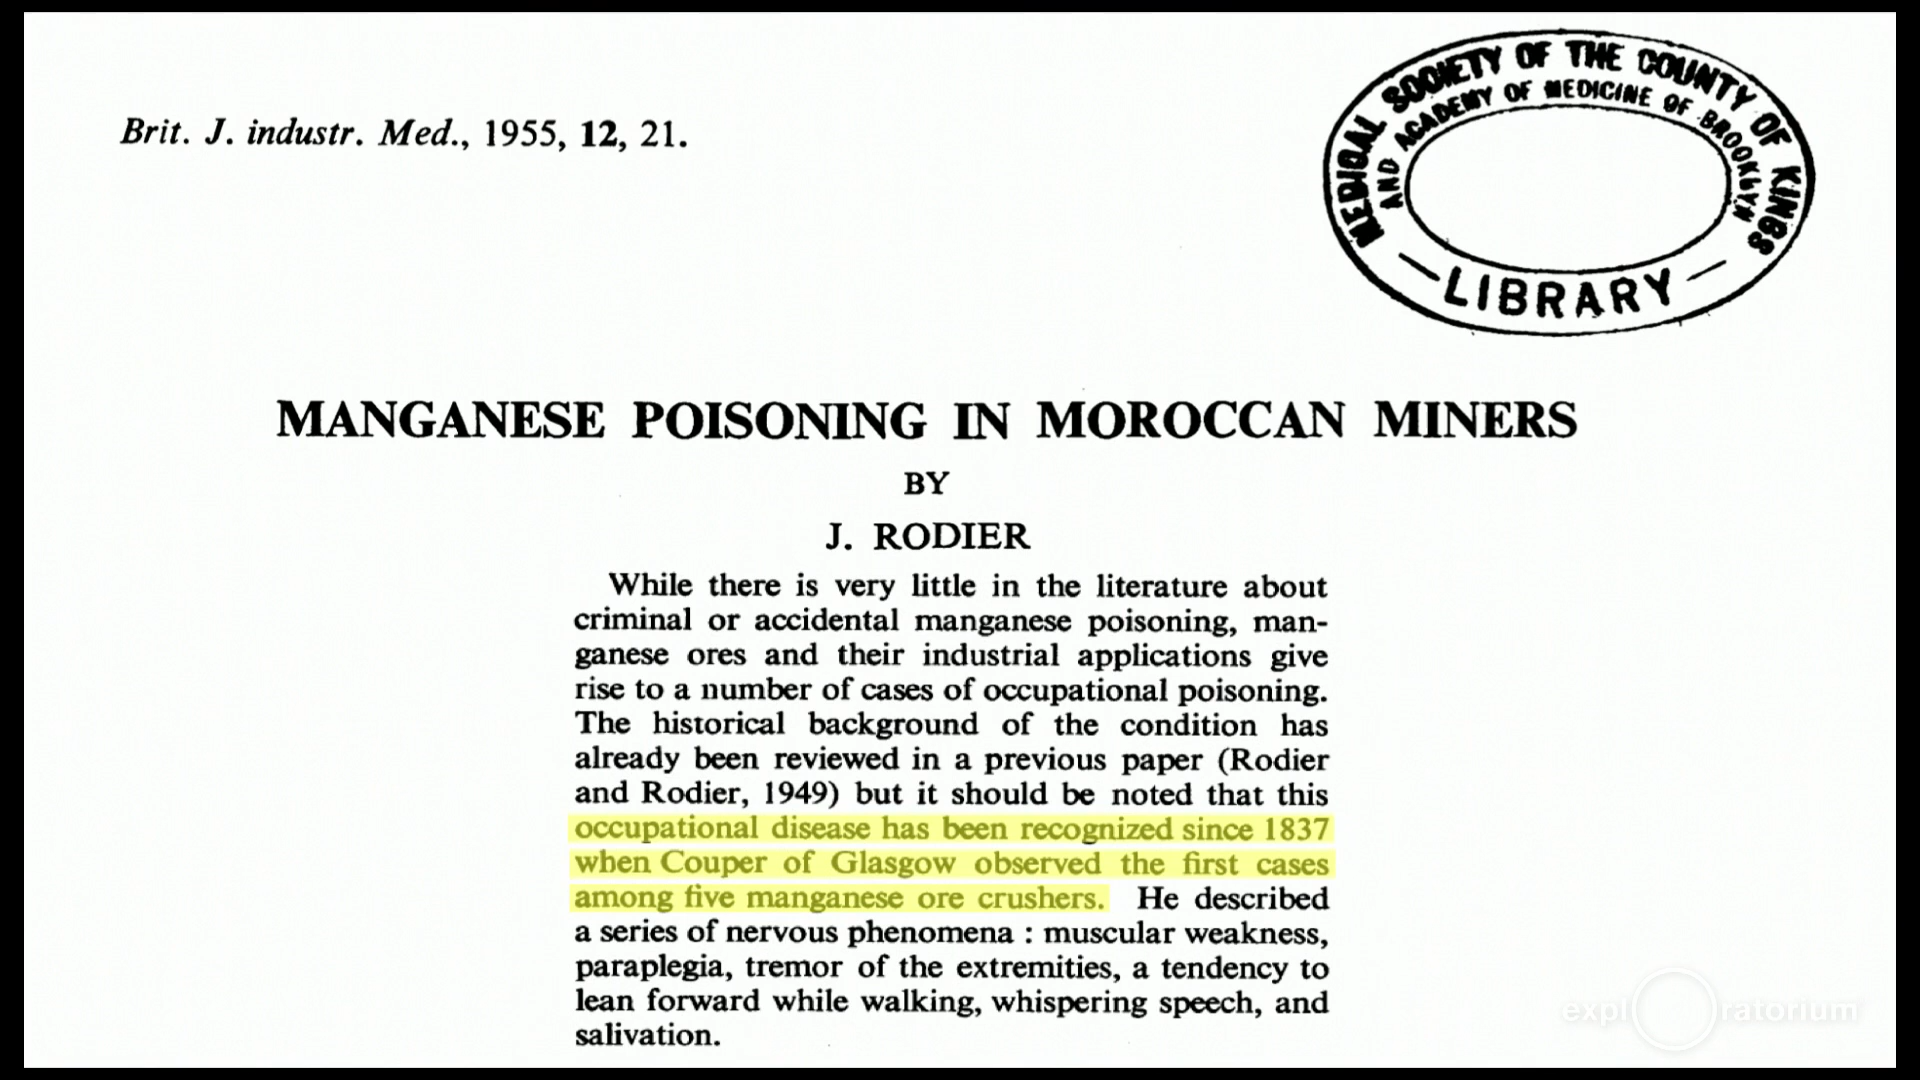 Brit. J. industr. Med., 1955, 12, 21.
MEDICAL SOCIETY OF THE COUNTY OF KINGS
AND ACADEMY OF MEDICINE OF BROOKLYN
—LIBRARY—
MANGANESE POISONING IN MOROCCAN MINERS
BY
J. RODIER
While there is very little in the literature about
criminal or accidental manganese poisoning, man-
ganese ores and their industrial applications give
rise to a number of cases of occupational poisoning.
The historical background of the condition has
already been reviewed in a previous paper (Rodier
and Rodier, 1949) but it should be noted that this
occupational disease has been recognized since 1837
when Couper of Glasgow observed the first cases
among five manganese ore crushers. He described
a series of nervous phenomena : muscular weakness,
paraplegia, tremor of the extremities, a tendency to
lean forward while walking, whispering speech, and
salivation.
exploratorium